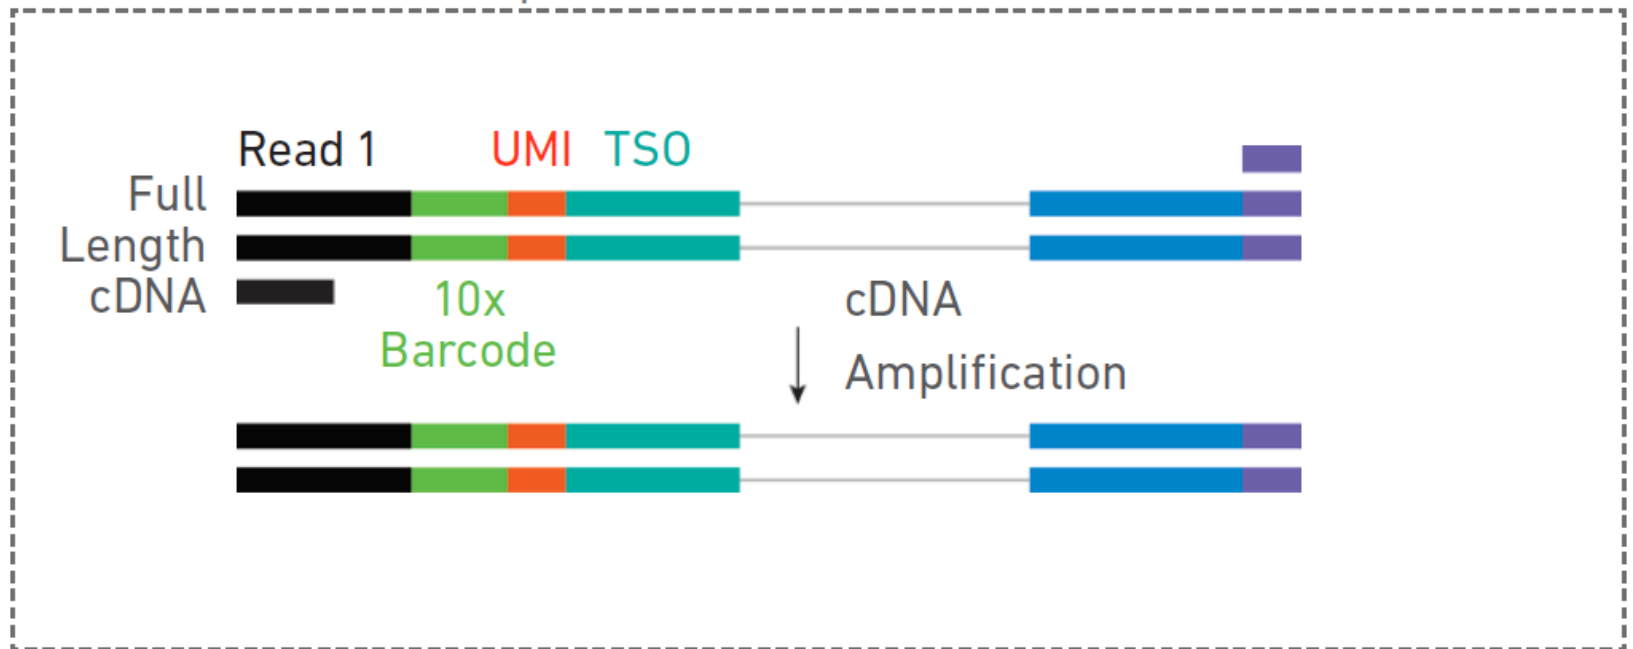 Read 1 UMI TSO
Full
Length
cDNA
10x
Barcode
cDNA
Amplification